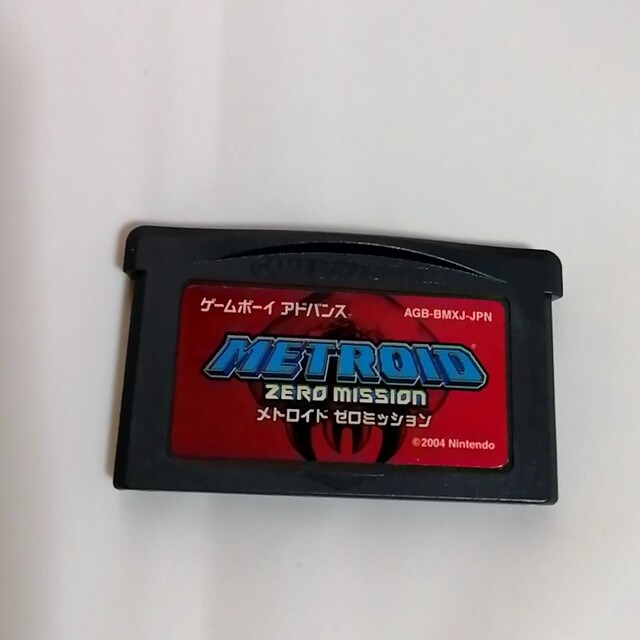 ゲームボーイ アドバンス
AGB-BMXJ-JPN
METROID
ZERO MISSION
メトロイド ゼロミッション
©2004 Nintendo